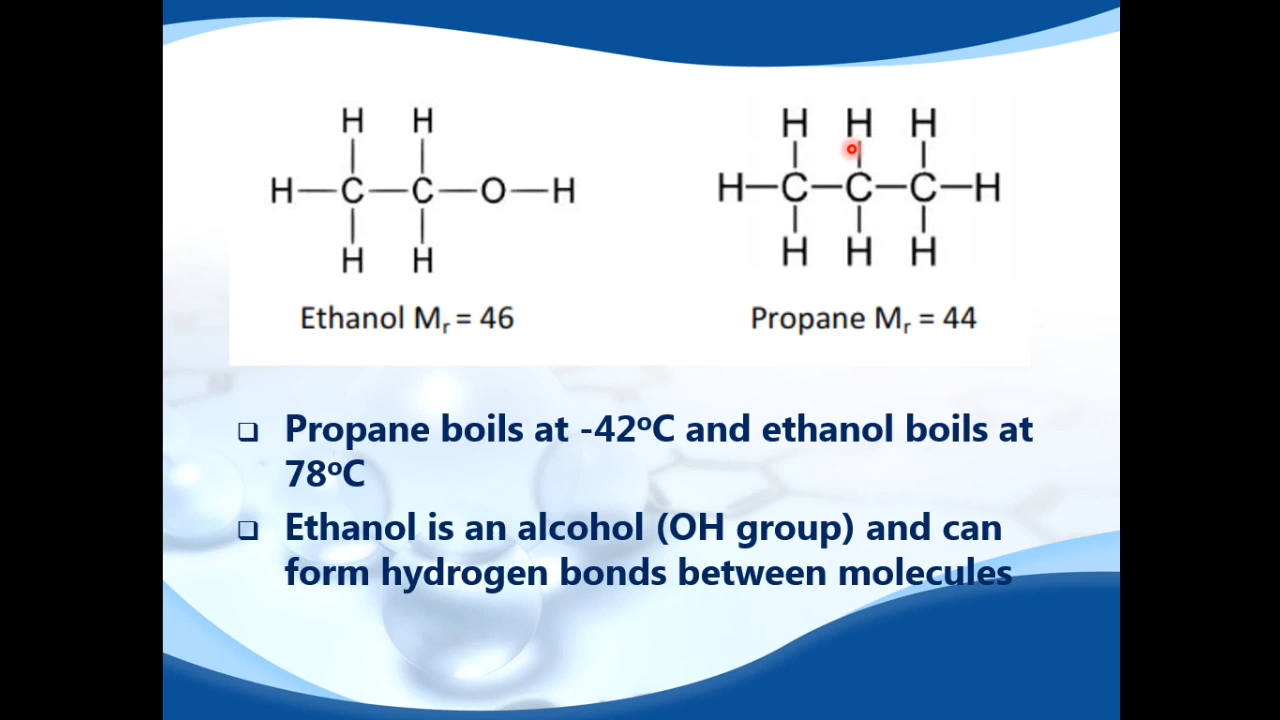 H H
H—C—C—O—H
H H
Ethanol Mᵣ = 46
H H H
H—C—C—C—H
H H H
Propane Mᵣ = 44
Propane boils at -42ºC and ethanol boils at
78ºC
Ethanol is an alcohol (OH group) and can
form hydrogen bonds between molecules